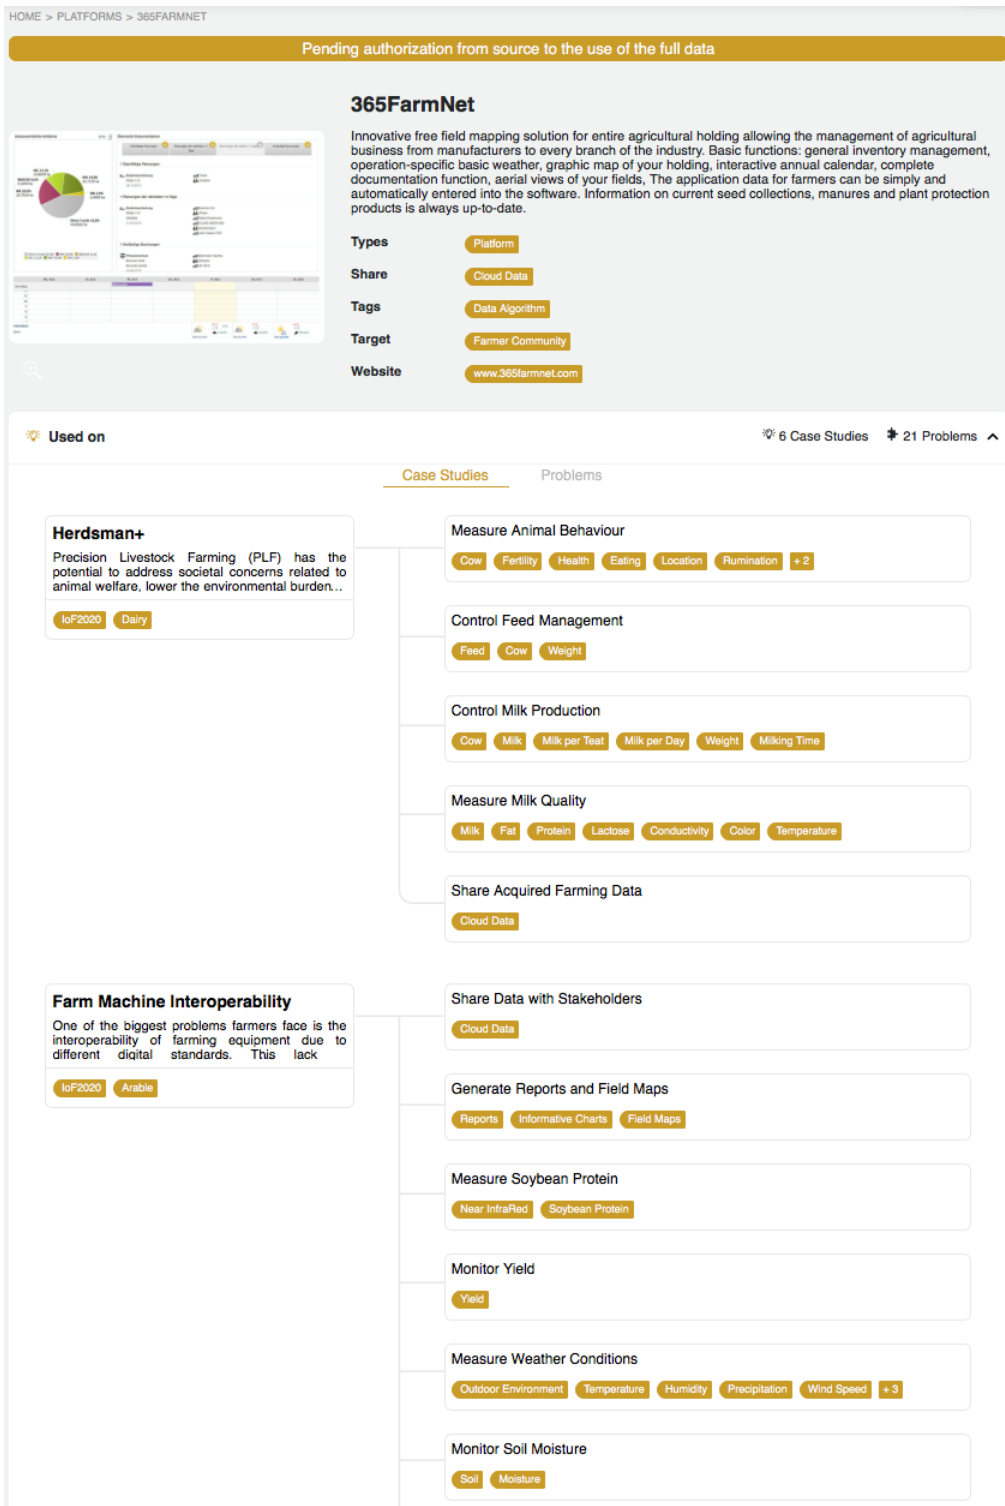 HOME > PLATFORMS > 365FARMNET
Pending authorization from source to the use of the full data
365FarmNet
Innovative free field mapping solution for entire agricultural holding allowing the management of agricultural
business from manufacturers to every branch of the industry. Basic functions: general inventory management,
operation-specific basic weather, graphic map of your holding, interactive annual calendar, complete
documentation function, aerial views of your fields, The application data for farmers can be simply and
automatically entered into the software. Information on current seed collections, manures and plant protection
products is always up-to-date.
Types Platform
Share Cloud Data
Tags Data Algorithm
Target Farmer Community
Website www.365farmnet.com
Used on 6 Case Studies 21 Problems
Case Studies Problems
Herdsman+
Precision Livestock Farming (PLF) has the
potential to address societal concerns related to
animal welfare, lower the environmental burden...
IoF2020 Dairy
Measure Animal Behaviour
Cow Fertility Health Eating Location Rumination + 2
Control Feed Management
Feed Cow Weight
Control Milk Production
Cow Milk Milk per Teat Milk per Day Weight Milking Time
Measure Milk Quality
Milk Fat Protein Lactose Conductivity Color Temperature
Share Acquired Farming Data
Cloud Data
Farm Machine Interoperability
One of the biggest problems farmers face is the
interoperability of farming equipment due to
different digital standards. This lack
IoF2020 Arable
Share Data with Stakeholders
Cloud Data
Generate Reports and Field Maps
Reports Informative Charts Field Maps
Measure Soybean Protein
Near InfraRed Soybean Protein
Monitor Yield
Yield
Measure Weather Conditions
Outdoor Environment Temperature Humidity Precipitation Wind Speed + 3
Monitor Soil Moisture
Soil Moisture